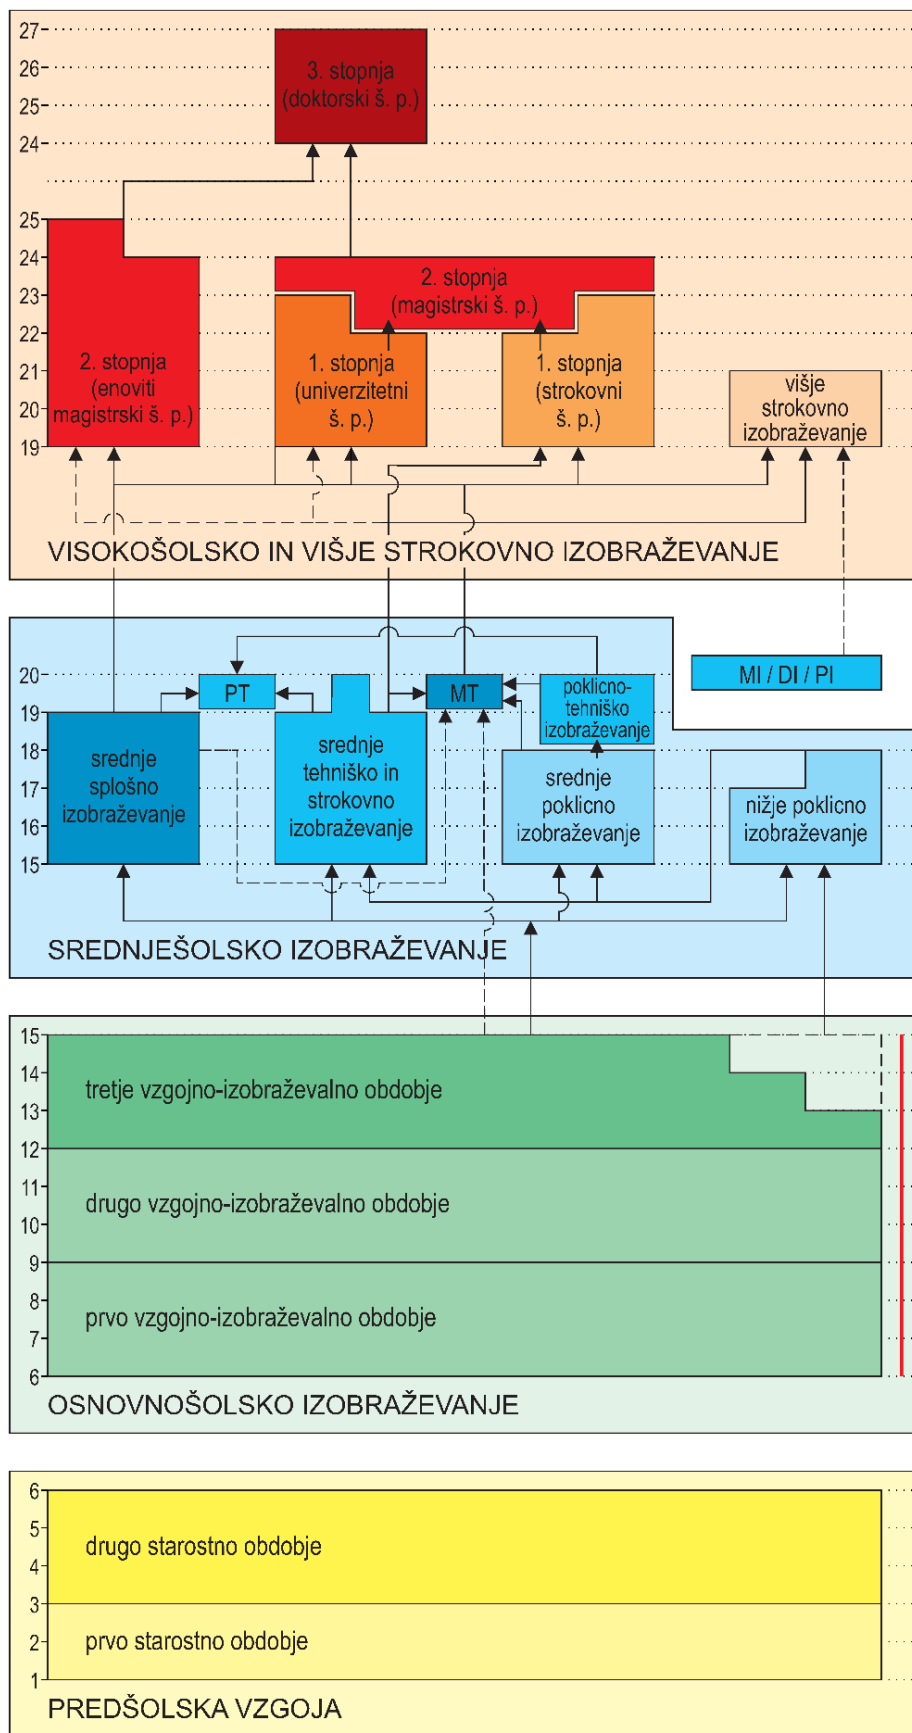 27
26
25
24
3. stopnja
(doktorski š. p.)
25
24
23
22
21
20
19
2. stopnja
(enoviti
magistrski š. p.)
2. stopnja
(magistrski š. p.)
1. stopnja
(univerzitetni
š. p.)
1. stopnja
(strokovni
š. p.)
višje
strokovno
izobraževanje
VISOKOŠOLSKO IN VIŠJE STROKOVNO IZOBRAŽEVANJE
MI / DI / PI
20
19
18
17
16
15
PT
MT
poklicno-
tehniško
izobraževanje
srednje
splošno
izobraževanje
srednje
tehniško in
strokovno
izobraževanje
srednje
poklicno
izobraževanje
nižje poklicno
izobraževanje
SREDNJEŠOLSKO IZOBRAŽEVANJE
15
14
13
12
11
10
9
8
7
6
tretje vzgojno-izobraževalno obdobje
drugo vzgojno-izobraževalno obdobje
prvo vzgojno-izobraževalno obdobje
OSNOVNOŠOLSKO IZOBRAŽEVANJE
6
5
4
3
2
1
drugo starostno obdobje
prvo starostno obdobje
PREDŠOLSKA VZGOJA